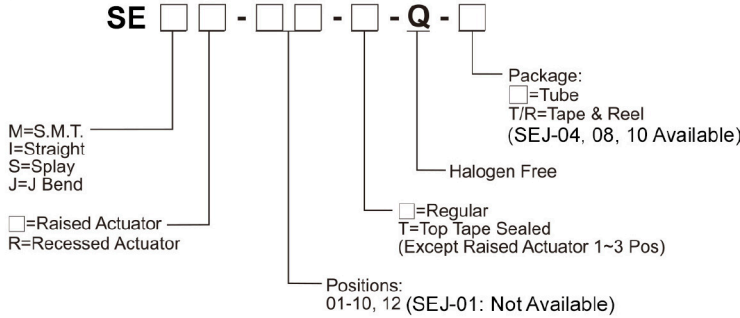 SE □ □ - □ □ - □ - Q - □
Package:
□=Tube
T/R=Tape & Reel
(SEJ-04, 08, 10 Available)
M=S.M.T.
I=Straight
S=Splay
J=J Bend
Halogen Free
□=Raised Actuator
R=Recessed Actuator
□=Regular
T=Top Tape Sealed
(Except Raised Actuator 1~3 Pos)
Positions:
01-10, 12 (SEJ-01: Not Available)